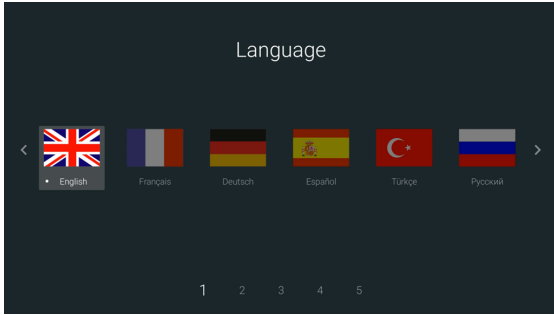 Language
English Français Deutsch Español Türkçe Русский
1 2 3 4 5